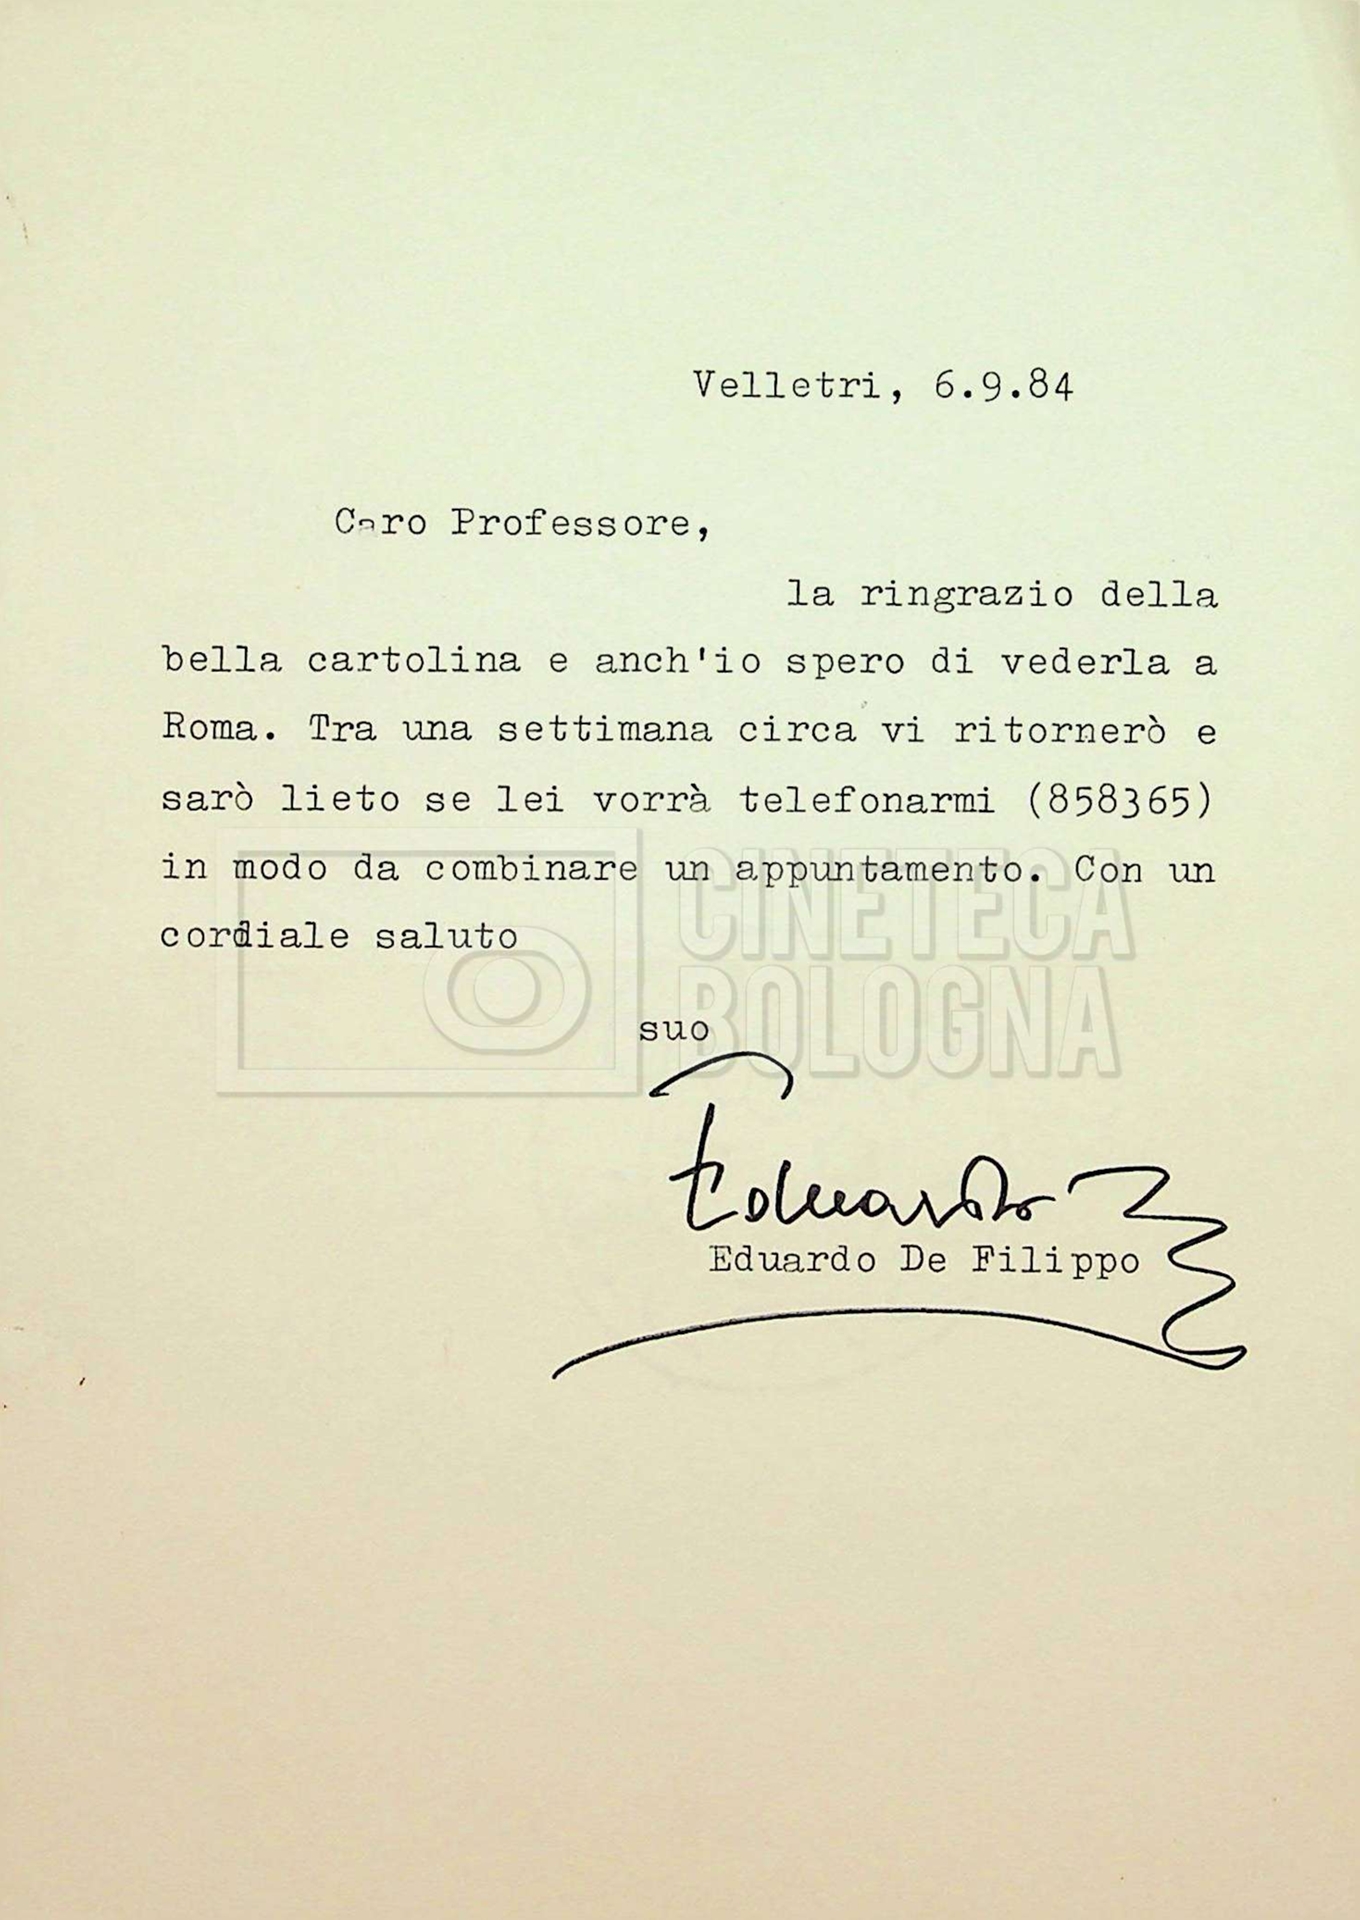 Velletri, 6.9.84
Caro Professore,
la ringrazio della
bella cartolina e anch'io spero di vederla a
Roma. Tra una settimana circa vi ritornerò e
sarò lieto se lei vorrà telefonarmi (858365)
in modo da combinare un appuntamento. Con un
cordiale saluto
CINETECA
BOLOGNA
suo
Eduardo
Eduardo De Filippo